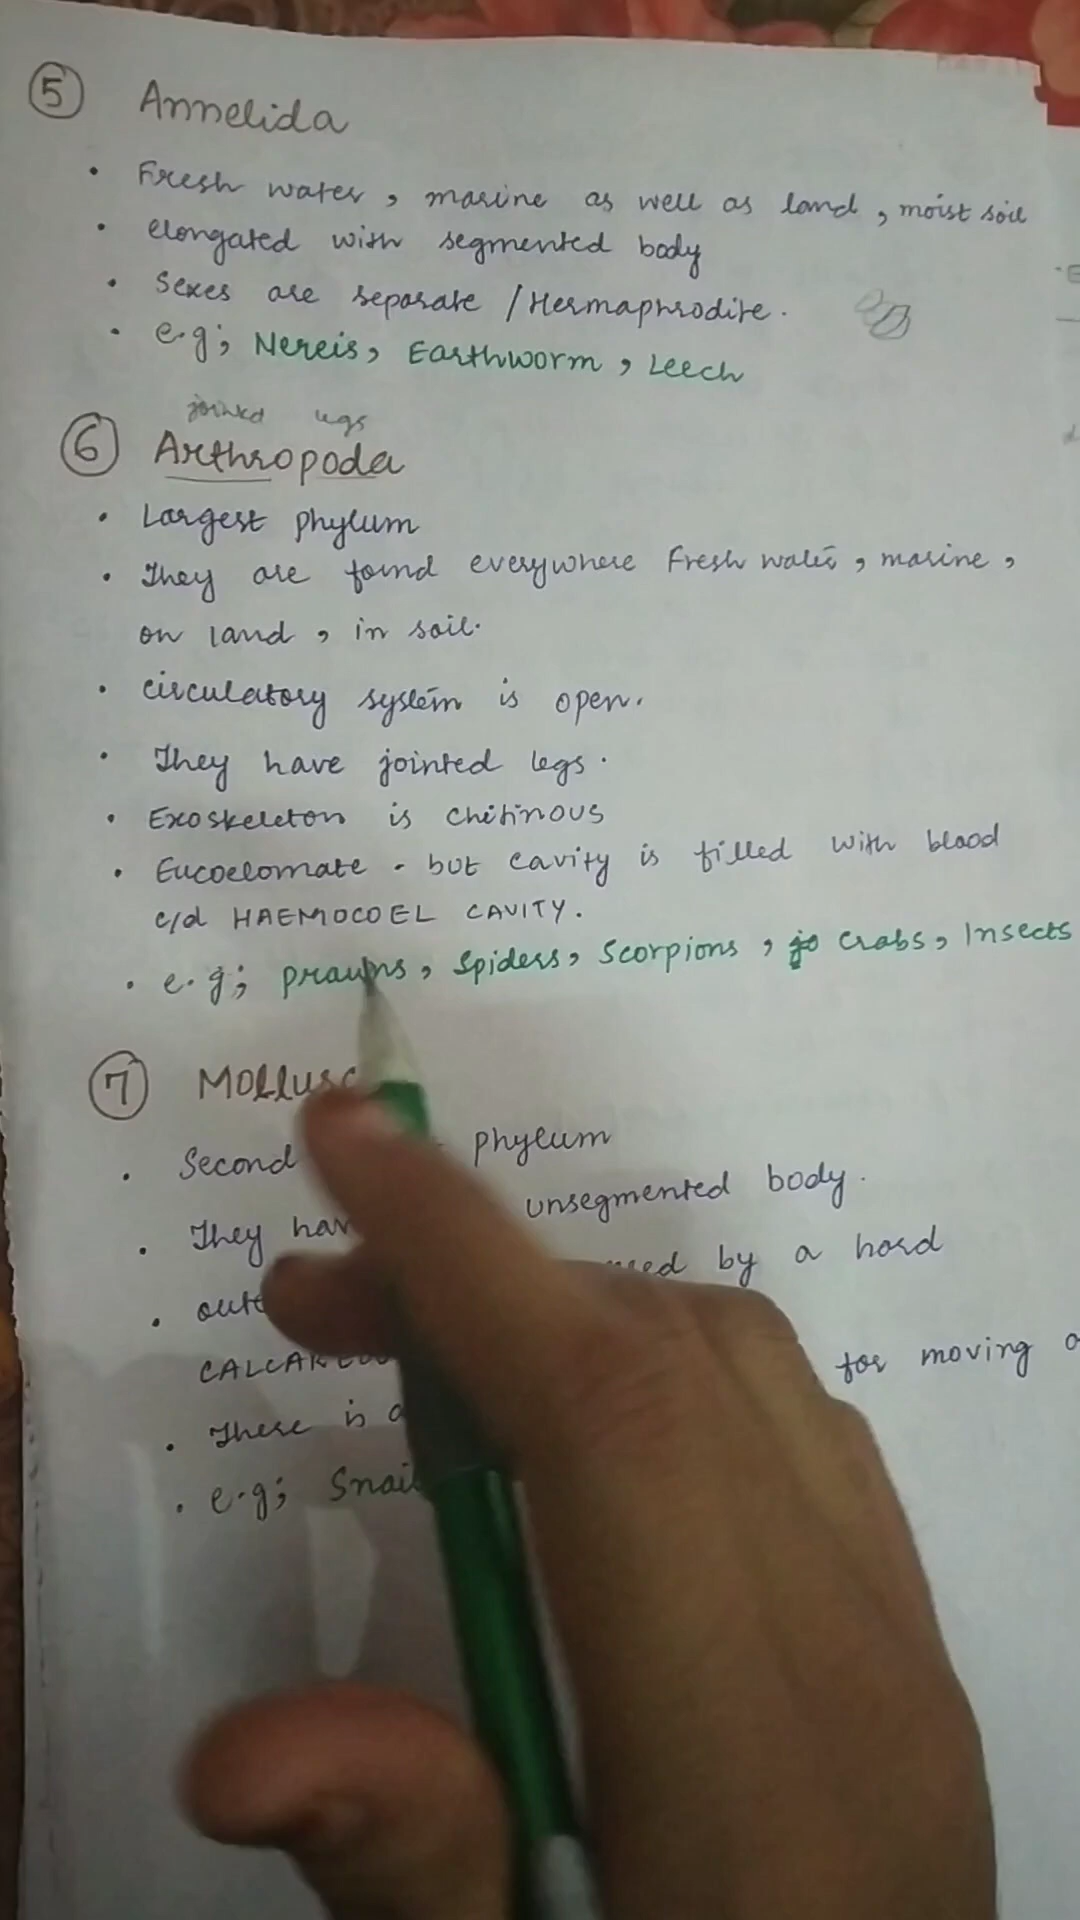 5 Annelida
• Fresh water, marine as well as land, moist soil
• elongated with segmented body
• Sexes are separate / Hermaphrodite.
• e.g; Nereis, Earthworm, Leech
jointed legs
6 Arthropoda
• Largest phylum
• They are found everywhere Fresh water, marine,
on land, in soil.
• circulatory system is open.
• They have jointed legs.
• Exoskeleton is chitinous
• Eucoelomate - but cavity is filled with blood
c/d HAEMOCOEL CAVITY.
• e.g; Prawns, Spiders, Scorpions, Crabs, Insects
7 Mollusc
• Second phylum
• They unsegmented body.
• by a hard
for moving
• There is
• e.g;